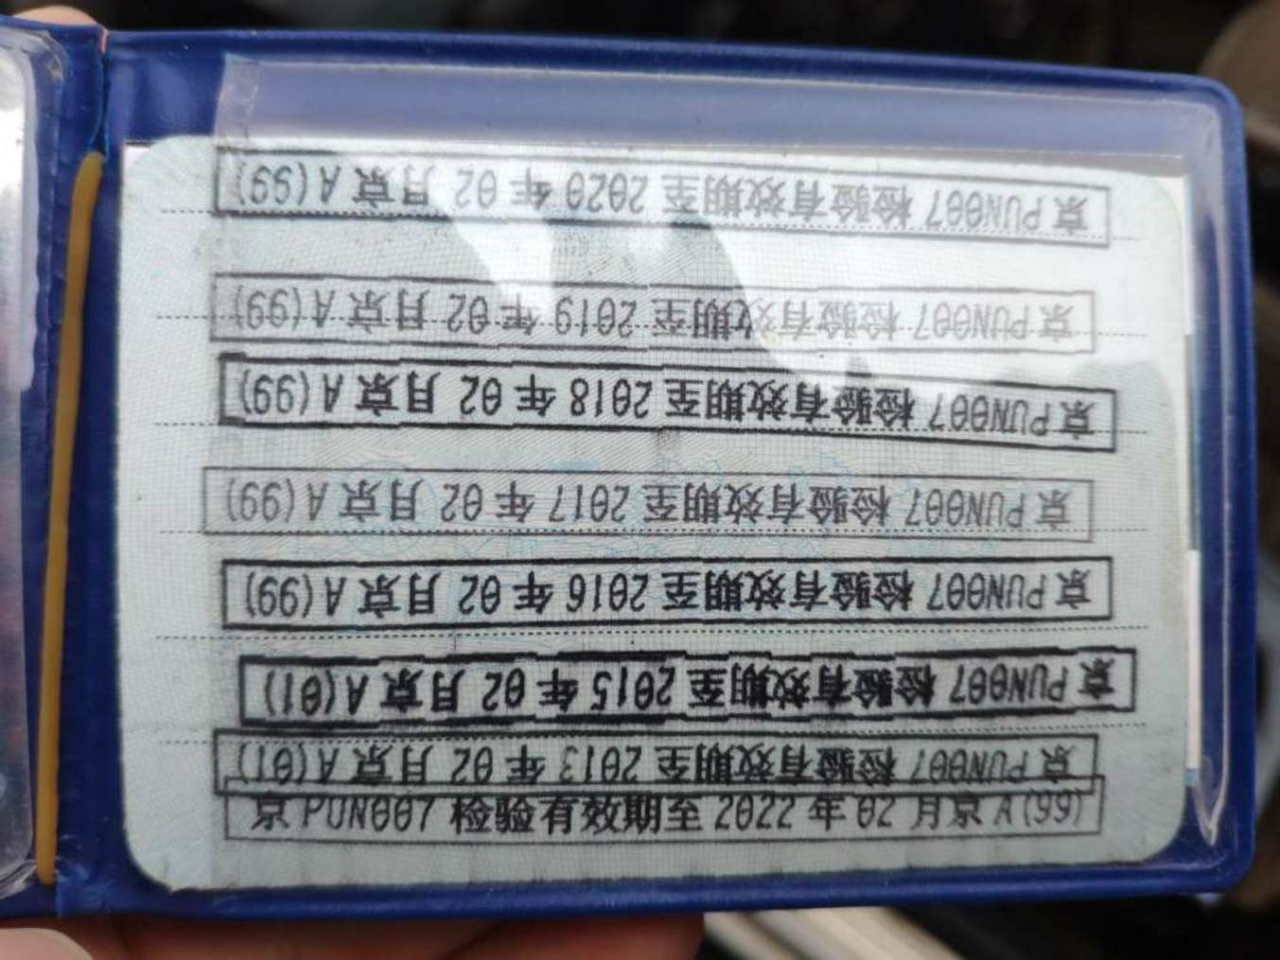 京PUN007 检验有效期至 2020 年 02 月京 A(99)
京PUN007 检验有效期至 2019 年 02 月京 A(99)
京PUN007 检验有效期至 2018 年 02 月京 A(99)
京PUN007 检验有效期至 2017 年 02 月京 A(99)
京PUN007 检验有效期至 2016 年 02 月京 A(99)
京PUN007 检验有效期至 2015 年 02 月京 A(01)
京PUN007 检验有效期至 2013 年 02 月京 A(01)
京PUN007 检验有效期至 2022 年 02 月京 A(99)